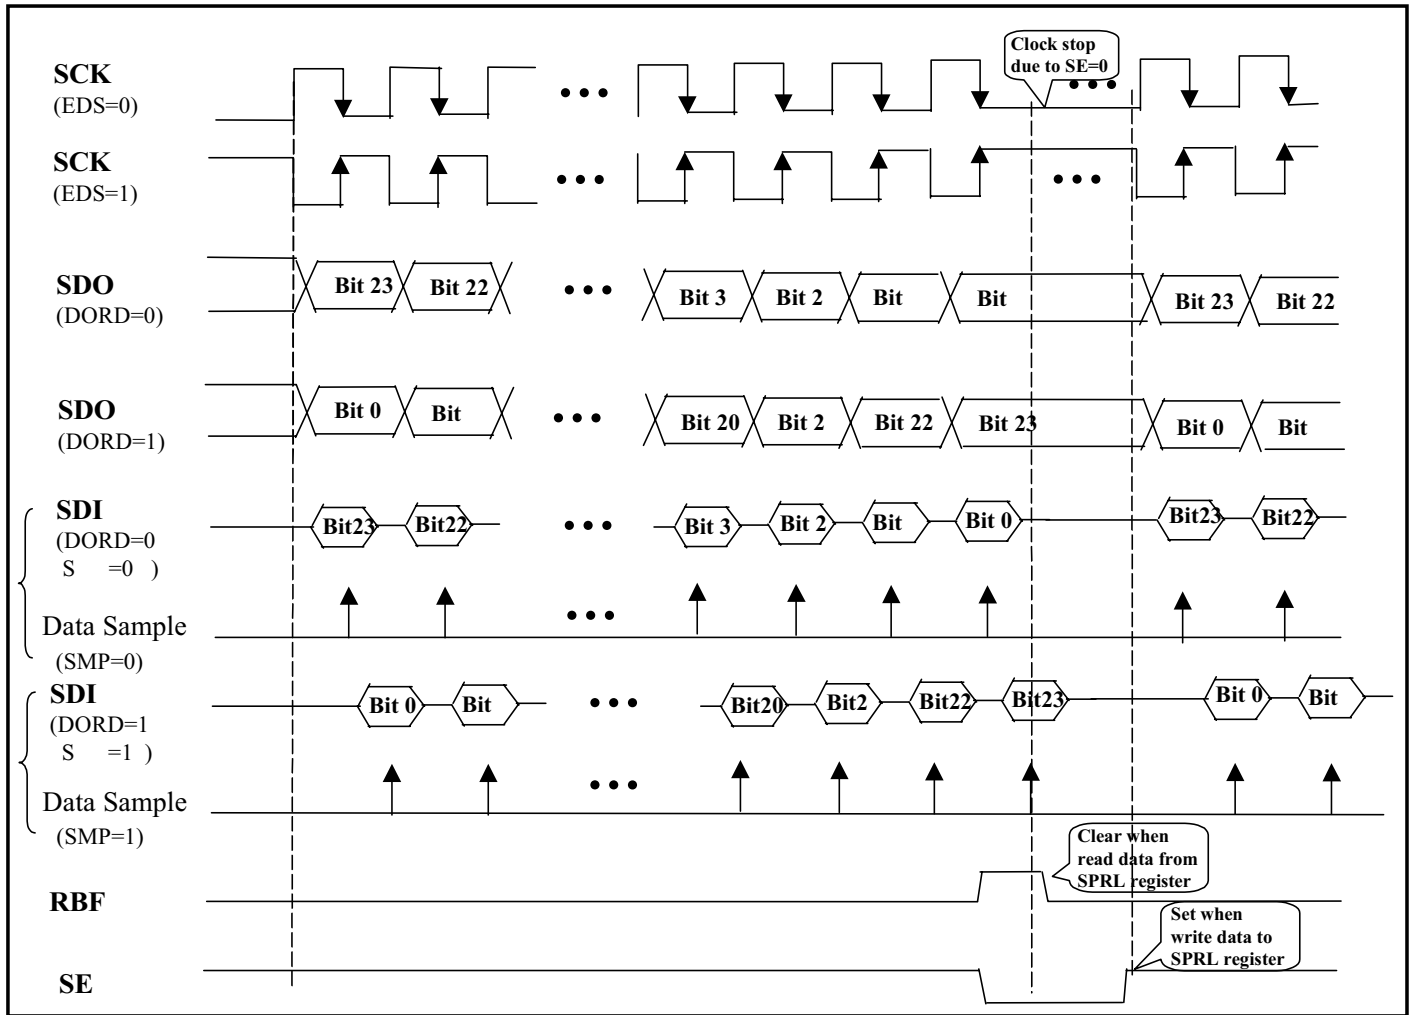 Clock stop
due to SE=0
SCK
(EDS=0)
SCK
(EDS=1)
SDO
(DORD=0)
Bit 23 Bit 22 Bit 3 Bit 2 Bit Bit Bit 23 Bit 22
SDO
(DORD=1)
Bit 0 Bit Bit 20 Bit 2 Bit 22 Bit 23 Bit 0 Bit
SDI
(DORD=0
S =0 )
Bit23 Bit22 Bit 3 Bit 2 Bit Bit 0 Bit23 Bit22
Data Sample
(SMP=0)
SDI
(DORD=1
S =1 )
Bit 0 Bit Bit20 Bit2 Bit22 Bit23 Bit 0 Bit
Data Sample
(SMP=1)
Clear when
read data from
SPRL register
RBF
Set when
write data to
SPRL register
SE